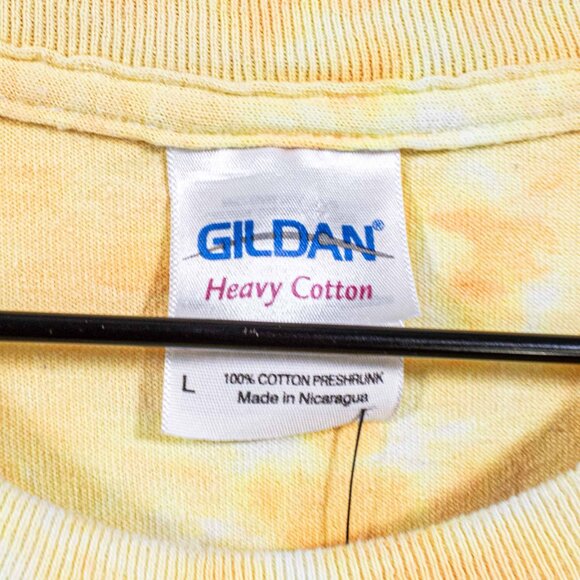 GILDAN®
Heavy Cotton
L
100% COTTON PRESHRUNK
Made in Nicaragua